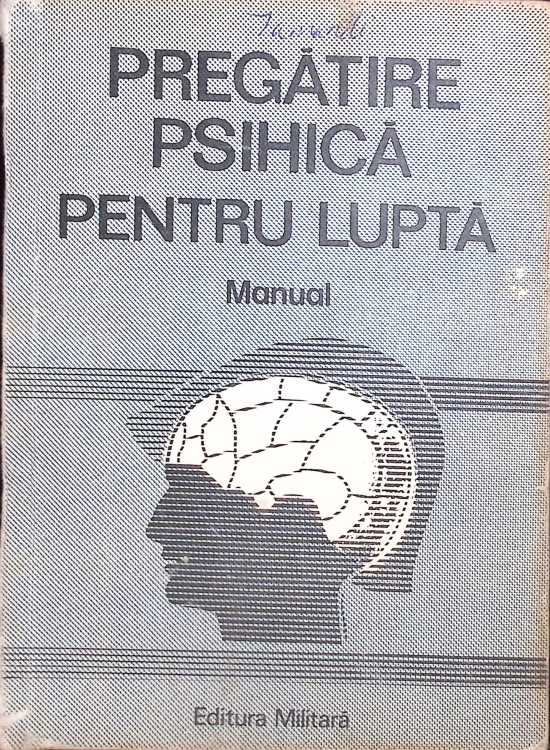 PREGĂTIRE
PSIHICĂ
PENTRU LUPTĂ
Manual
Editura Militară